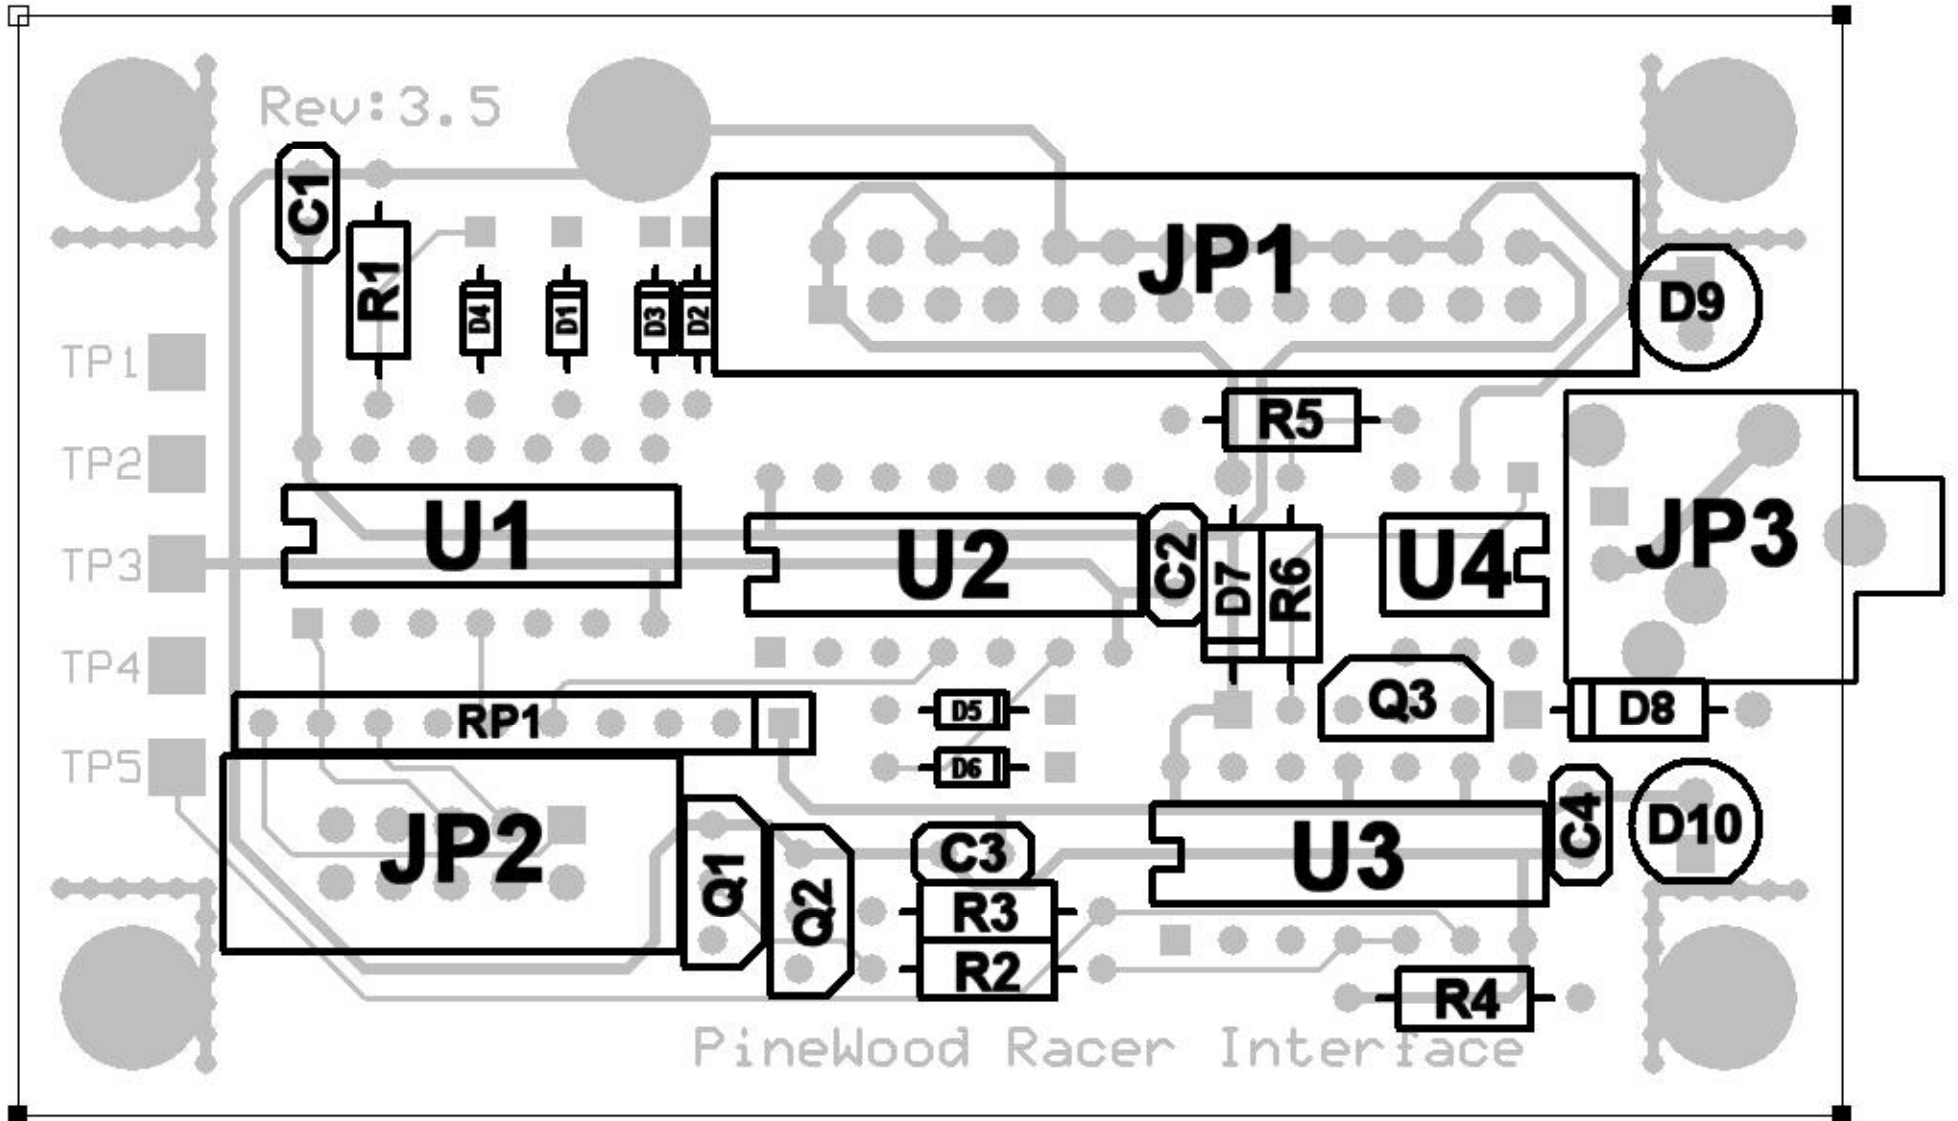 Rev:3.5
C1
R1
D4
D1
D3
D2
JP1
D9
TP1
R5
TP2
U1
U2
C2
D7
R6
U4
JP3
TP3
TP4
RP1
D5
Q3
D8
TP5
D6
JP2
Q1
Q2
C3
U3
C4
D10
R3
R2
R4
PineWood Racer Interface